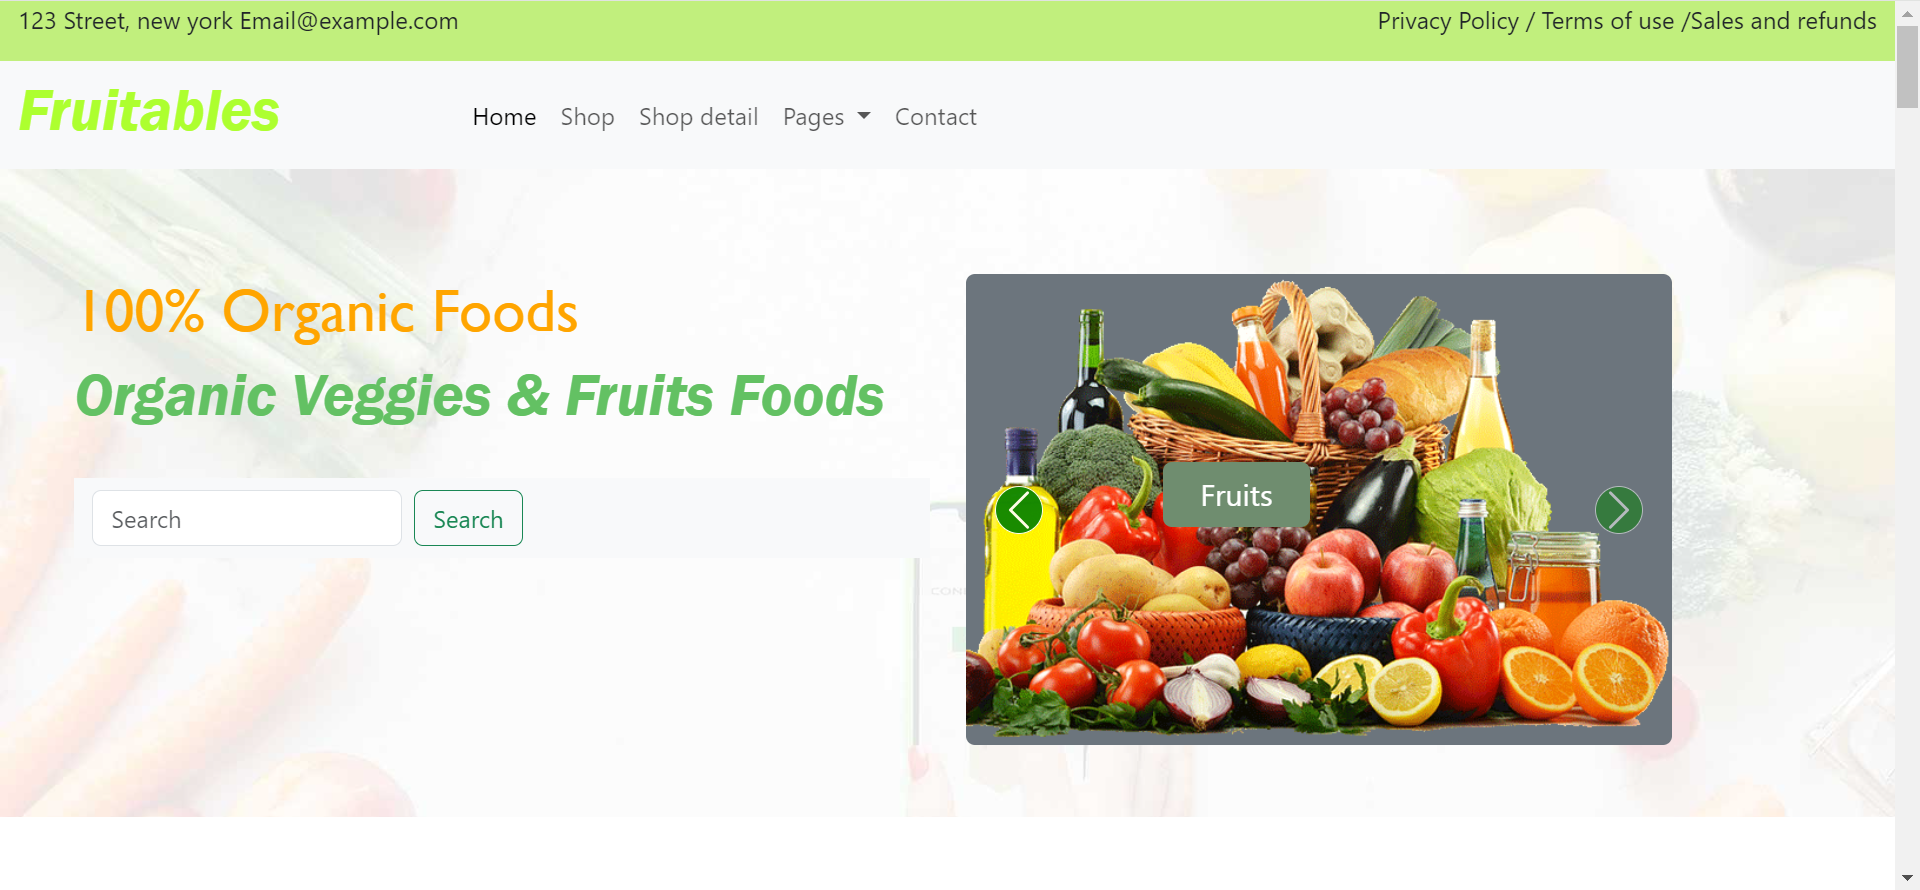 123 Street, new york Email@example.com
Privacy Policy / Terms of use /Sales and refunds
Fruitables
Home Shop Shop detail Pages Contact
100% Organic Foods
Organic Veggies & Fruits Foods
Search Search
Fruits